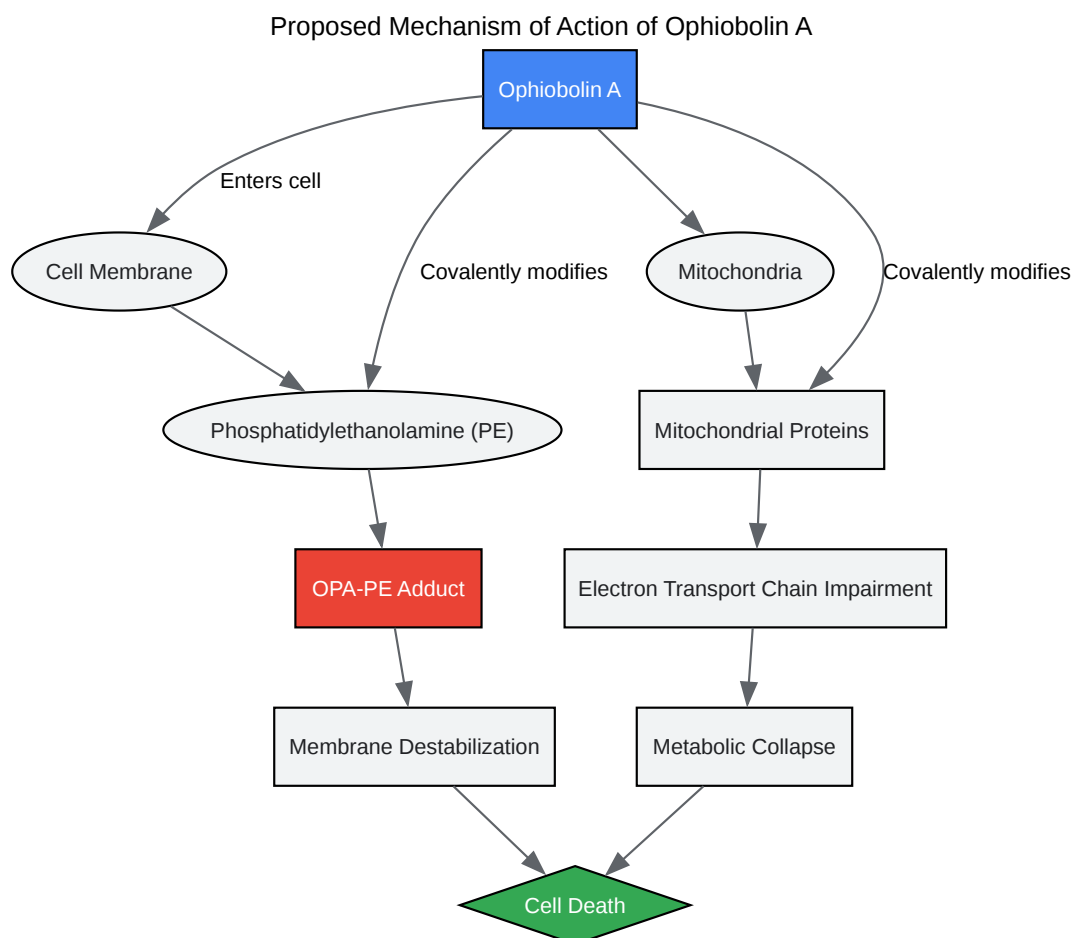 Proposed Mechanism of Action of Ophiobolin A
Ophiobolin A
Enters cell
Cell Membrane
Covalently modifies
Mitochondria
Covalently modifies
Phosphatidylethanolamine (PE)
Mitochondrial Proteins
OPA-PE Adduct
Electron Transport Chain Impairment
Membrane Destabilization
Metabolic Collapse
Cell Death